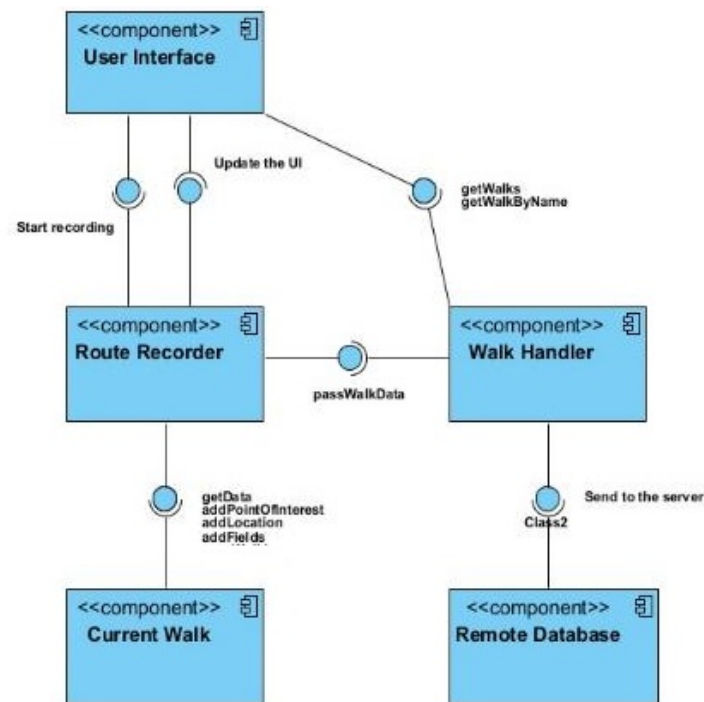 <<component>>
User Interface
Update the UI
getWalks
getWalkByName
Start recording
<<component>>
Route Recorder
<<component>>
Walk Handler
passWalkData
getData
addPointOfInterest
addLocation
addFields
Send to the server
Class2
<<component>>
Current Walk
<<component>>
Remote Database